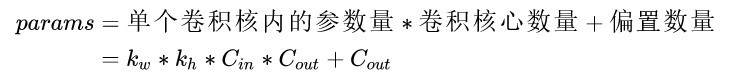 params = 单个卷积核内的参数量 * 卷积核心数量 + 偏置数量
= k_w * k_h * C_in * C_out + C_out